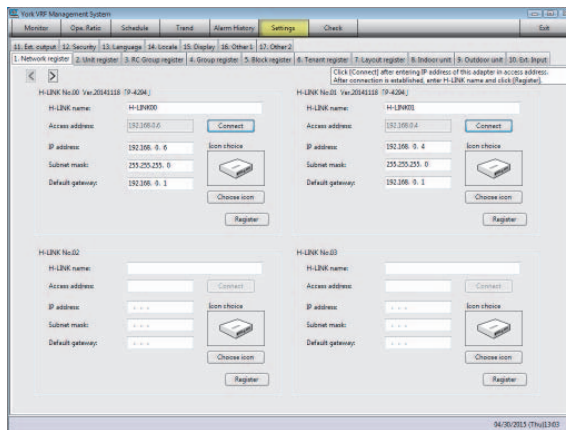 York VRF Management System
Monitor Ope. Ratio Schedule Trend Alarm History Settings Check Exit
11. Ext. output 12. Security 13. Language 14. Locale 15. Display 16. Other1 17. Other2
1. Network register 2. Unit register 3. RC Group register 4. Group register 5. Block register 6. Tenant register 7. Layout register 8. Indoor unit 9. Outdoor unit 10. Ext. Input
Click [Connect] after entering IP address of this adapter in access address.
After connection is established, enter H-LINK name and click [Register].
H-LINK No.00 Ver.20141118 TP-4294_j
H-LINK name: H-LINK00
Access address: 192.168.0.6 Connect
IP address: 192.168. 0. 6 Icon choice
Subnet mask: 255.255.255. 0
Default gateway: 192.168. 0. 1
Choose icon
Register
H-LINK No.01 Ver.20141118 TP-4294_j
H-LINK name: H-LINK01
Access address: 192.168.0.4 Connect
IP address: 192.168. 0. 4 Icon choice
Subnet mask: 255.255.255. 0
Default gateway: 192.168. 0. 1
Choose icon
Register
H-LINK No.02
H-LINK name:
Access address: Connect
IP address: . . . Icon choice
Subnet mask: . . .
Default gateway: . . .
Choose icon
Register
H-LINK No.03
H-LINK name:
Access address: Connect
IP address: . . . Icon choice
Subnet mask: . . .
Default gateway: . . .
Choose icon
Register
04/30/2015 (Thu)13:03